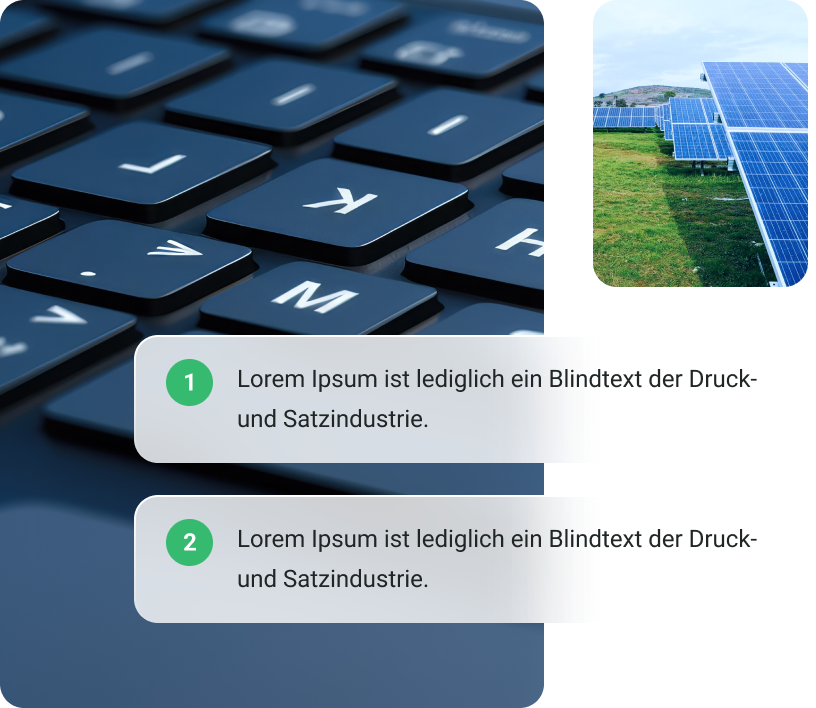 L
K
H
M
1
Lorem Ipsum ist lediglich ein Blindtext der Druck-
und Satzindustrie.
2
Lorem Ipsum ist lediglich ein Blindtext der Druck-
und Satzindustrie.